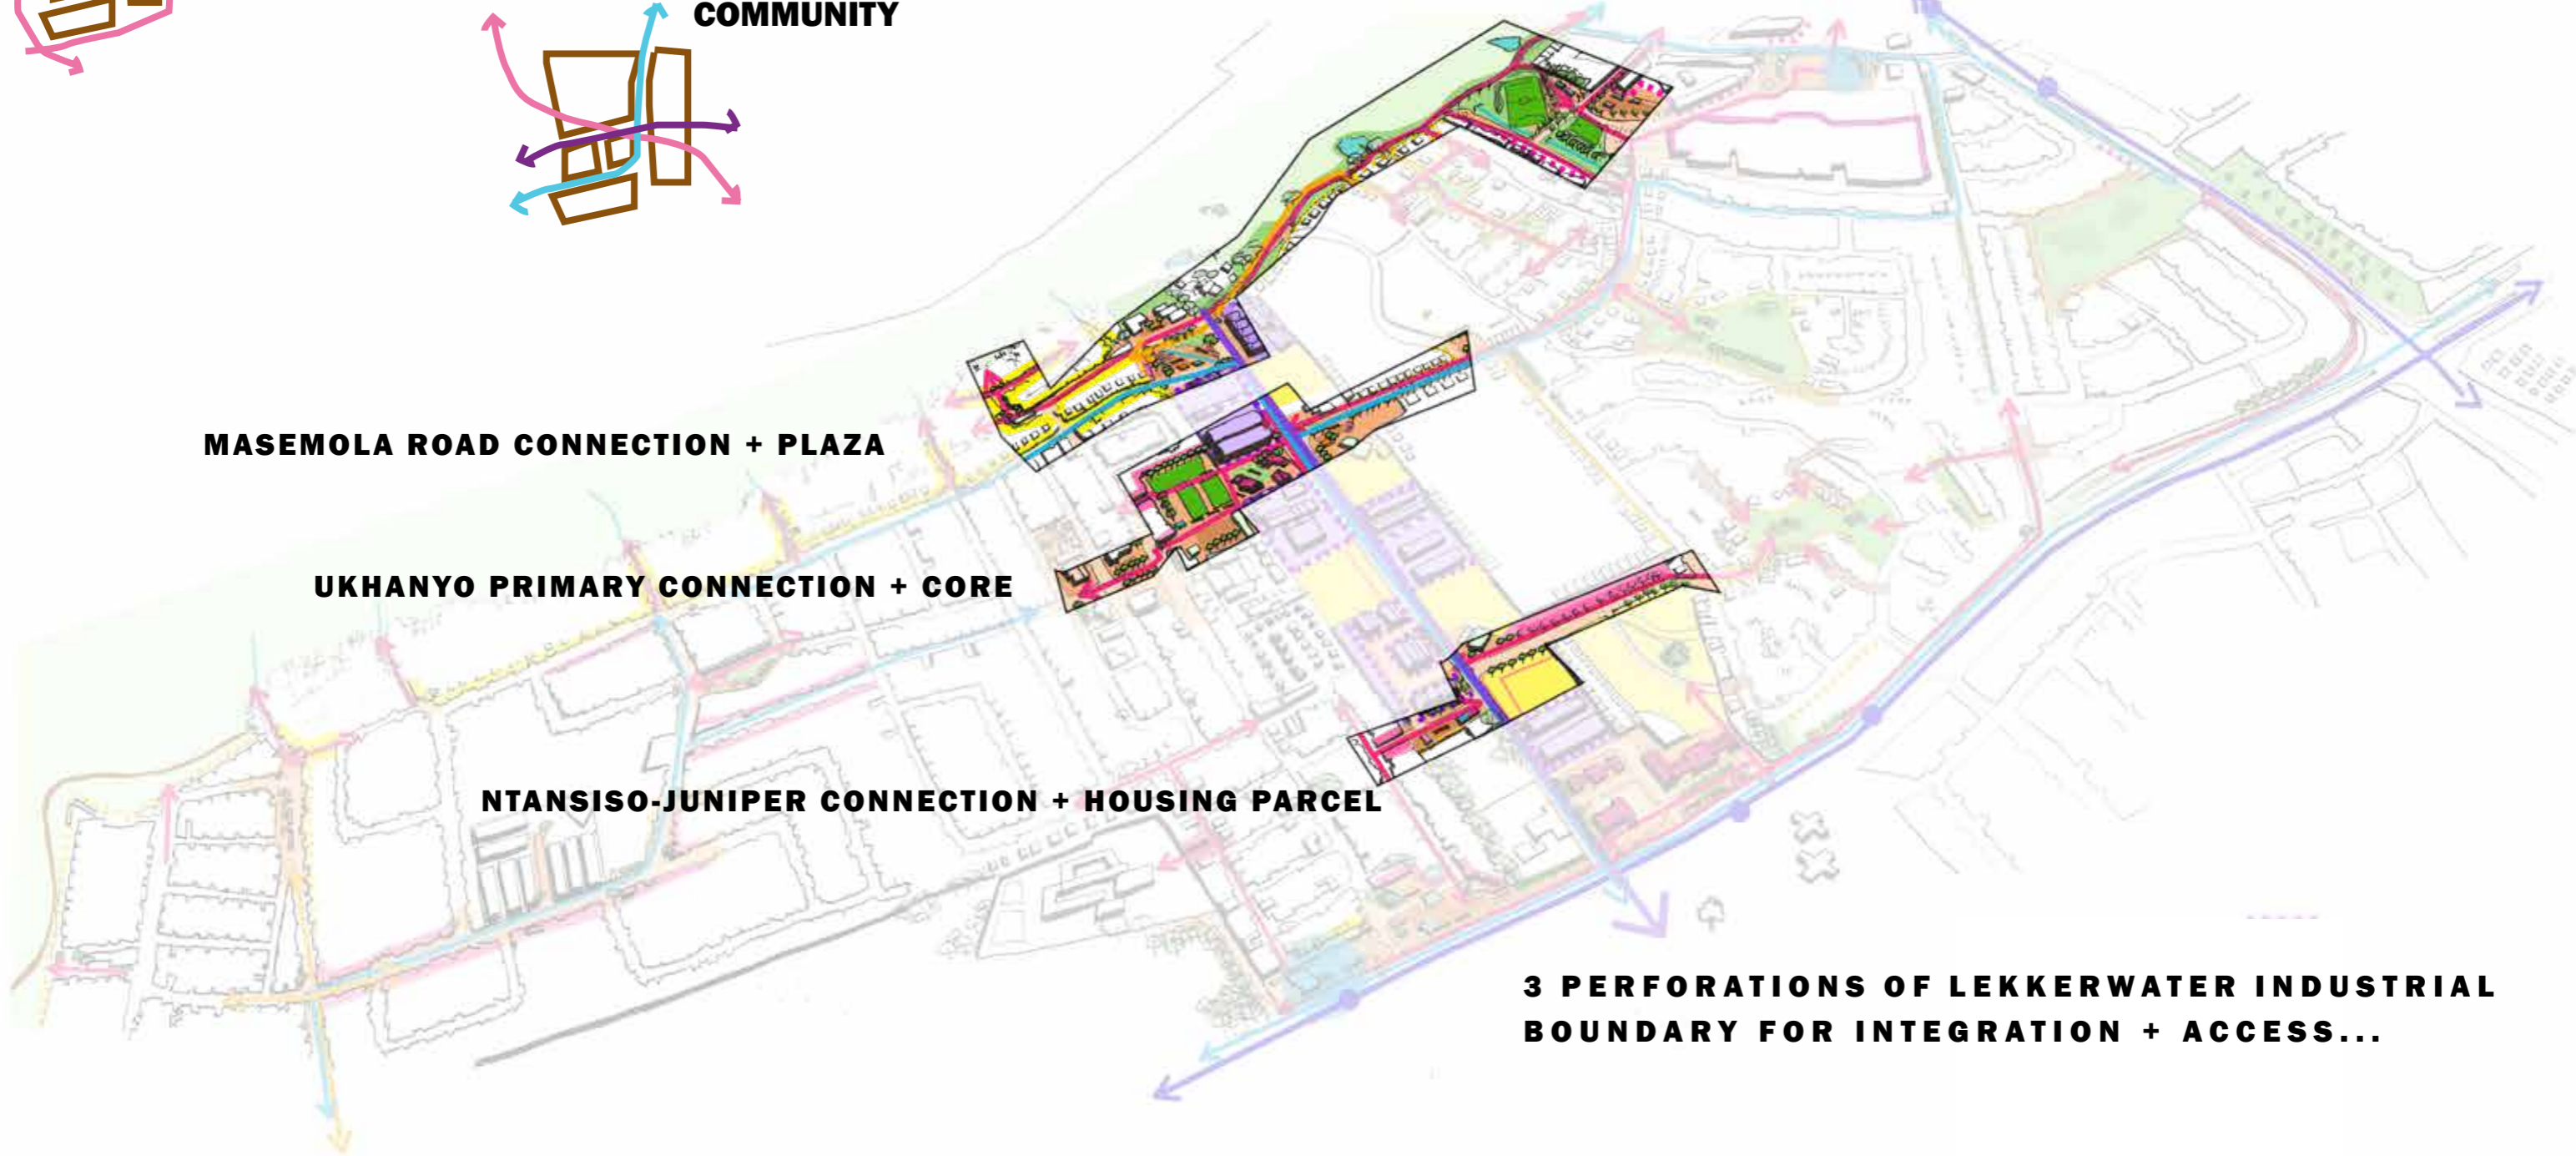 COMMUNITY
MASEMOLA ROAD CONNECTION + PLAZA
UKHANYO PRIMARY CONNECTION + CORE
NTANSISO-JUNIPER CONNECTION + HOUSING PARCEL
3 PERFORATIONS OF LEKKERWATER INDUSTRIAL
BOUNDARY FOR INTEGRATION + ACCESS...